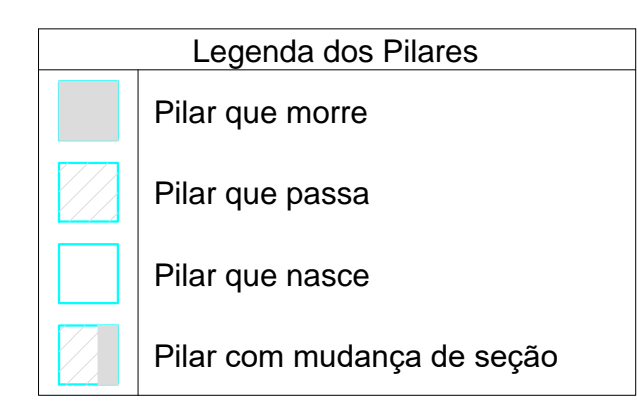 Legenda dos Pilares
Pilar que morre
Pilar que passa
Pilar que nasce
Pilar com mudança de seção